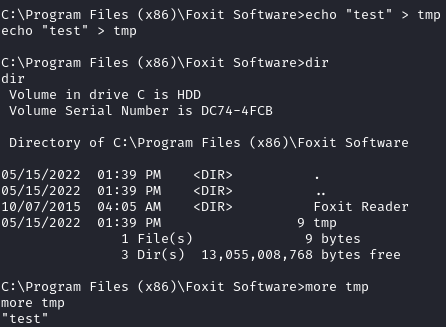 C:\Program Files (x86)\Foxit Software>echo "test" > tmp
echo "test" > tmp
C:\Program Files (x86)\Foxit Software>dir
dir
 Volume in drive C is HDD
 Volume Serial Number is DC74-4FCB
 Directory of C:\Program Files (x86)\Foxit Software
05/15/2022  01:39 PM    <DIR>          .
05/15/2022  01:39 PM    <DIR>          ..
10/07/2015  04:05 AM    <DIR>          Foxit Reader
05/15/2022  01:39 PM                 9 tmp
               1 File(s)              9 bytes
               3 Dir(s)  13,055,008,768 bytes free
C:\Program Files (x86)\Foxit Software>more tmp
more tmp
"test"